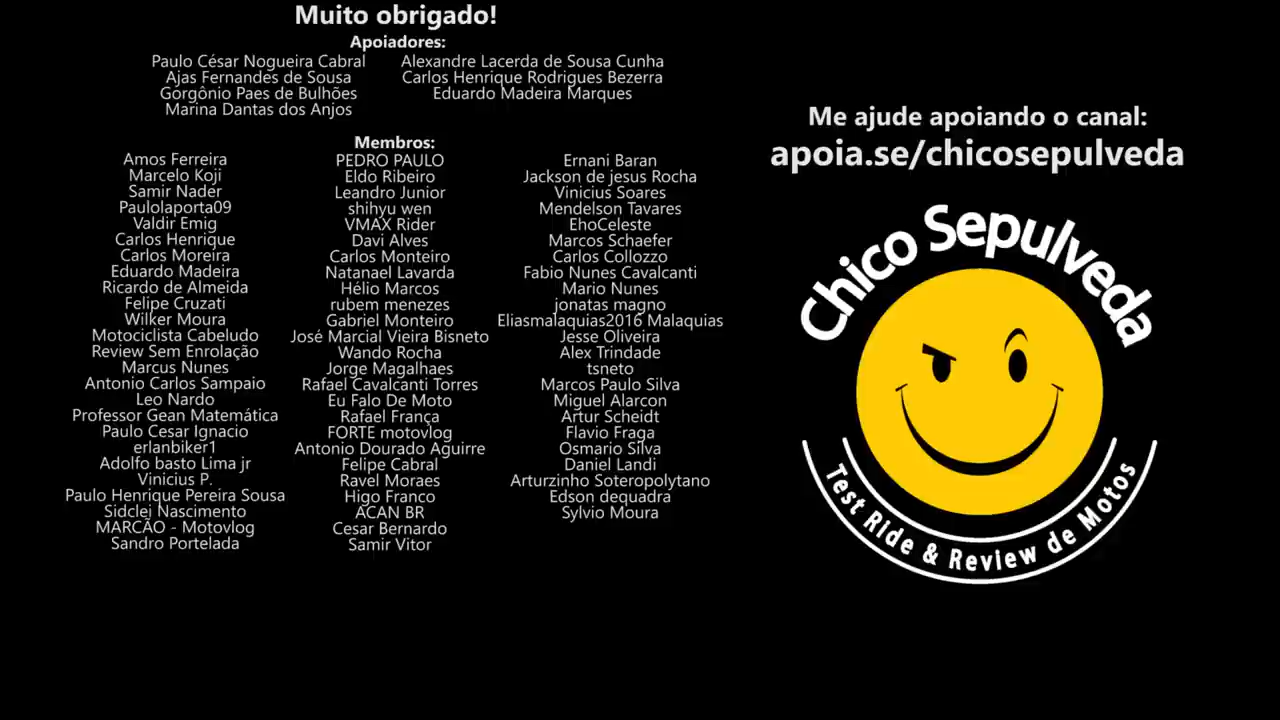 Muito obrigado!
Apoiadores:
Paulo César Nogueira Cabral
Ajas Fernandes de Sousa
Gorgônio Paes de Bulhões
Marina Dantas dos Anjos
Alexandre Lacerda de Sousa Cunha
Carlos Henrique Rodrigues Bezerra
Eduardo Madeira Marques
Membros:
Amos Ferreira
Marcelo Koji
Samir Nader
Paulolaporta09
Valdir Emig
Carlos Henrique
Carlos Moreira
Eduardo Madeira
Ricardo de Almeida
Felipe Cruzati
Wilker Moura
Motociclista Cabeludo
Review Sem Enrolação
Marcus Nunes
Antonio Carlos Sampaio
Leo Nardo
Professor Gean Matemática
Paulo Cesar Ignacio
erlanbiker1
Adolfo basto Lima jr
Vinicius P.
Paulo Henrique Pereira Sousa
Sidclei Nascimento
MARCÃO - Motovlog
Sandro Portelada
PEDRO PAULO
Eldo Ribeiro
Leandro Junior
shihyu wen
VMAX Rider
Davi Alves
Carlos Monteiro
Natanael Lavarda
Hélio Marcos
rubem menezes
Gabriel Monteiro
José Marcial Vieira Bisneto
Wando Rocha
Jorge Magalhaes
Rafael Cavalcanti Torres
Eu Falo De Moto
Rafael França
FORTE motovlog
Antonio Dourado Aguirre
Felipe Cabral
Ravel Moraes
Higo Franco
ACAN BR
Cesar Bernardo
Samir Vitor
Ernani Baran
Jackson de jesus Rocha
Vinicius Soares
Mendelson Tavares
EhoCeleste
Marcos Schaefer
Carlos Collozzo
Fabio Nunes Cavalcanti
Mario Nunes
jonatas magno
Eliasmalaquias2016 Malaquias
Jesse Oliveira
Alex Trindade
tsneto
Marcos Paulo Silva
Miguel Alarcon
Artur Scheidt
Flavio Fraga
Osmario Silva
Daniel Landi
Arturzinho Soteropolytano
Edson dequadra
Sylvio Moura
Me ajude apoiando o canal:
apoia.se/chicosepulveda
Chico Sepulveda
Test Ride & Review de Motos